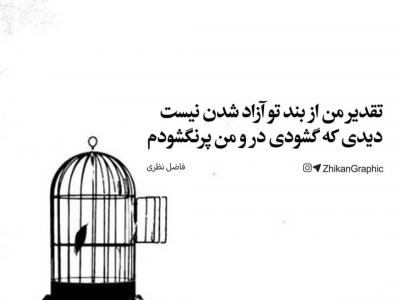 تقدیر من از بند تو آزاد شدن نیست
دیدی که گشودی در و من پر نگشودم
فاضل نظری
ZhikanGraphic